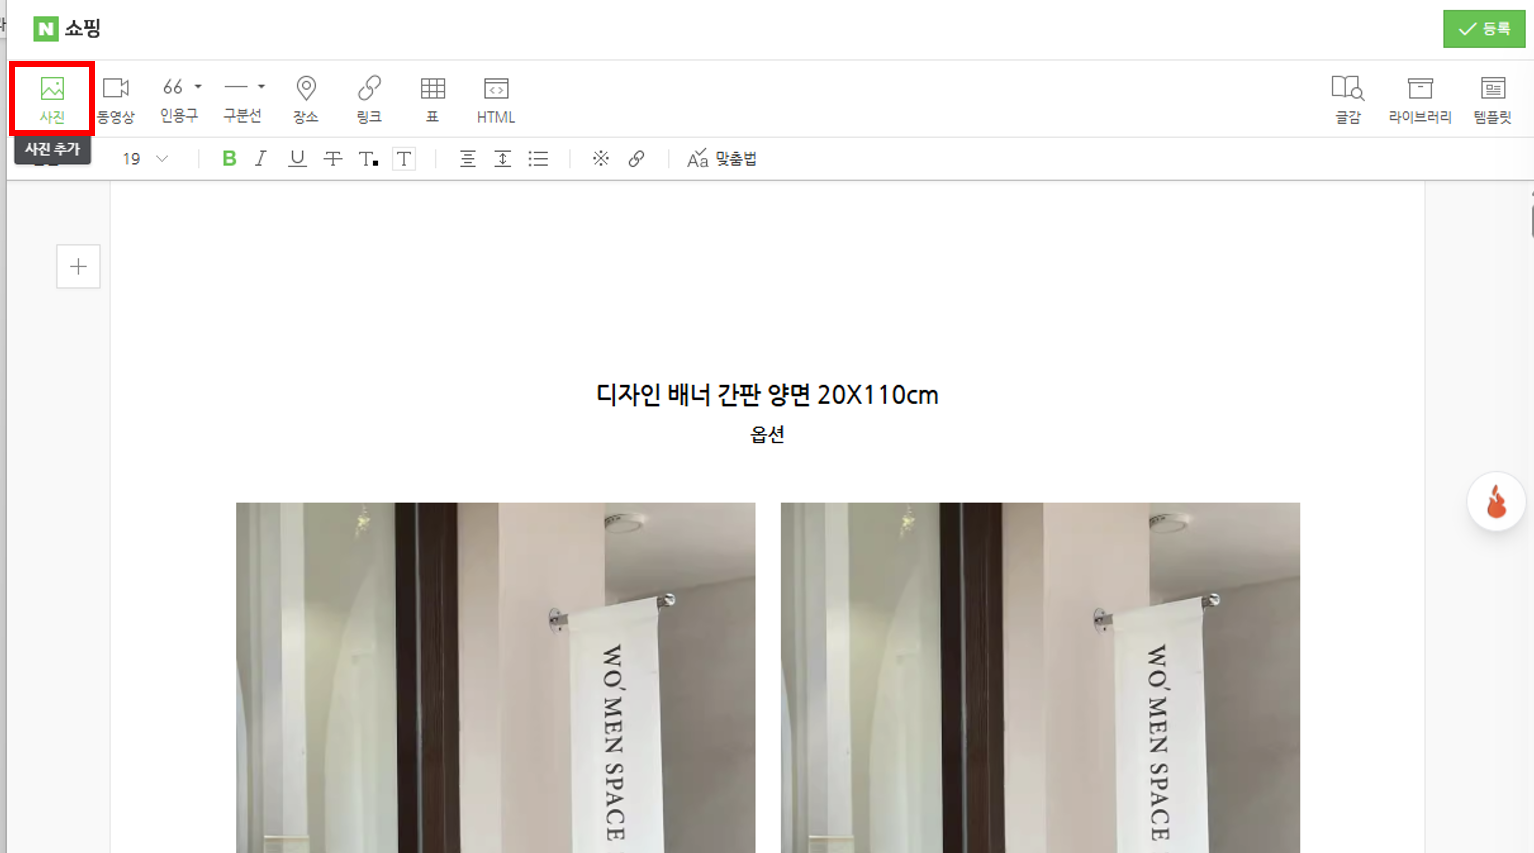 N 쇼핑
등록
사진
동영상
66 인용구
구분선
장소
링크
표
HTML
글감
라이브러리
템플릿
사진 추가
19
B I U T T. T
Aa 맞춤법
디자인 배너 간판 양면 20X110cm
옵션
WO'MEN SPACE
WO'MEN SPACE